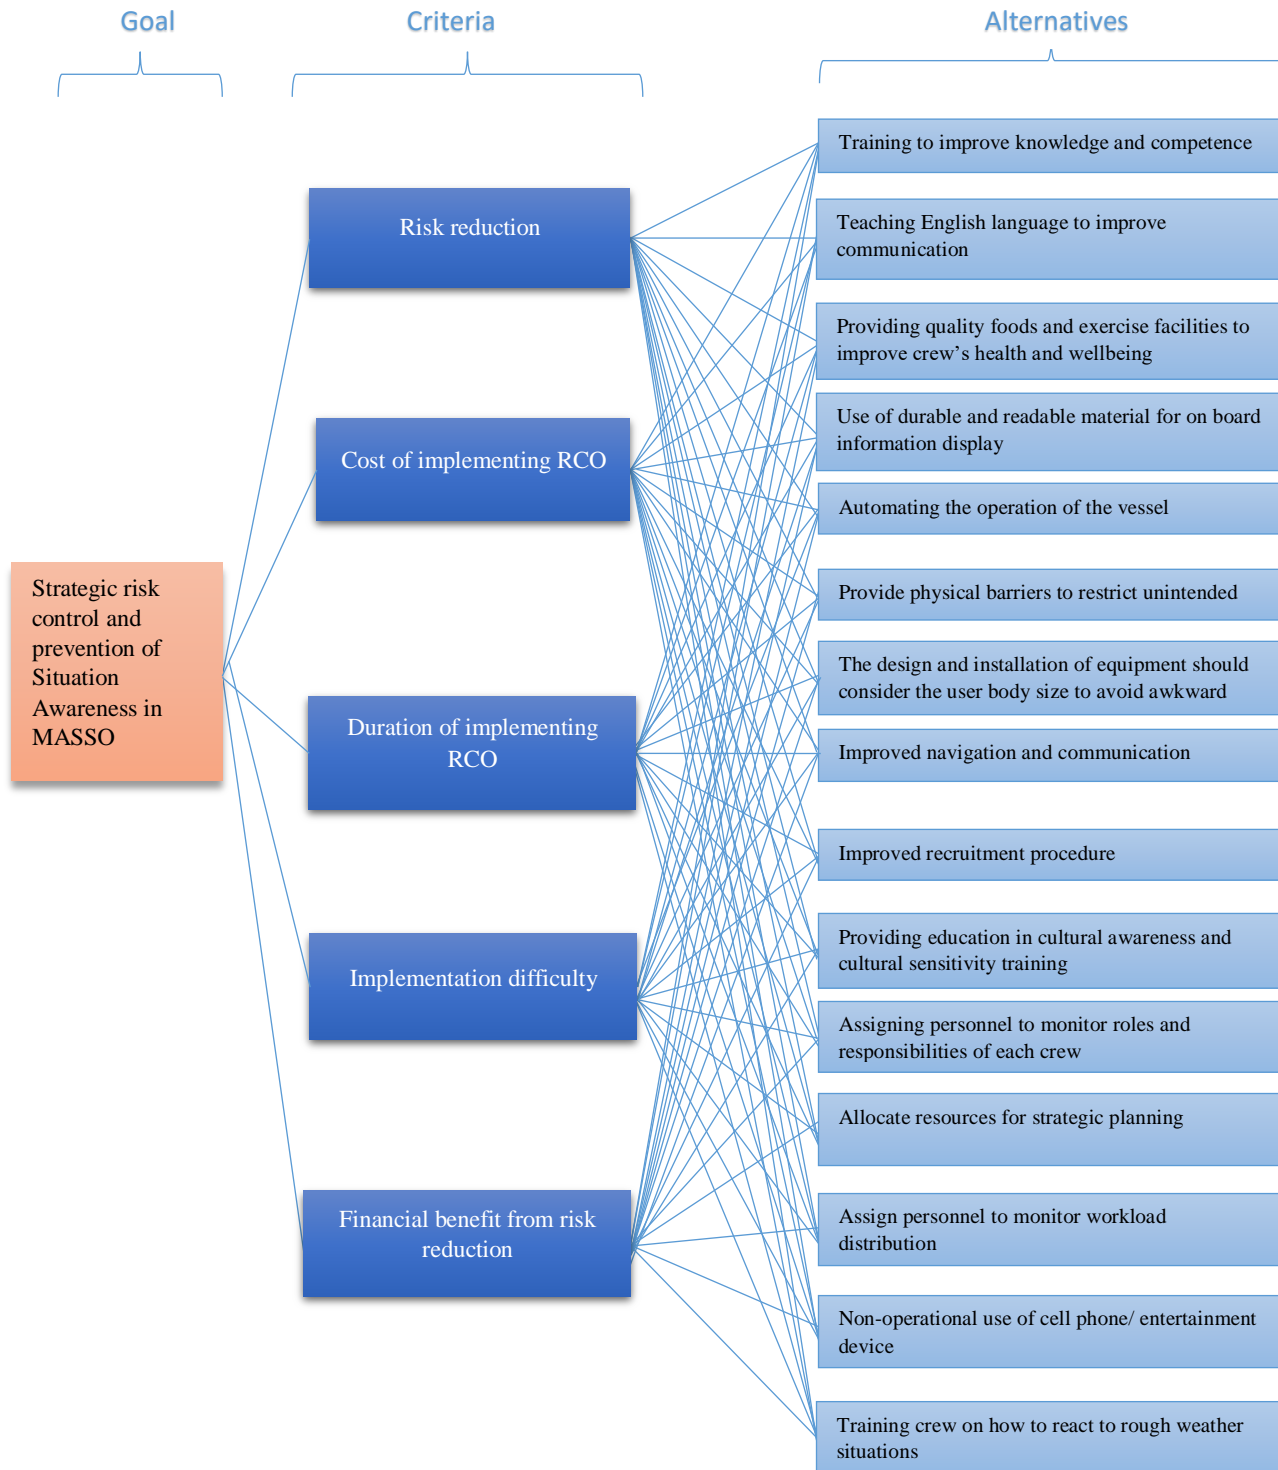 Goal
Criteria
Alternatives
Strategic risk
control and
prevention of
Situation
Awareness in
MASSO
Risk reduction
Cost of implementing RCO
Duration of implementing
RCO
Implementation difficulty
Financial benefit from risk
reduction
Training to improve knowledge and competence
Teaching English language to improve
communication
Providing quality foods and exercise facilities to
improve crew’s health and wellbeing
Use of durable and readable material for on board
information display
Automating the operation of the vessel
Provide physical barriers to restrict unintended
The design and installation of equipment should
consider the user body size to avoid awkward
Improved navigation and communication
Improved recruitment procedure
Providing education in cultural awareness and
cultural sensitivity training
Assigning personnel to monitor roles and
responsibilities of each crew
Allocate resources for strategic planning
Assign personnel to monitor workload
distribution
Non-operational use of cell phone/ entertainment
device
Training crew on how to react to rough weather
situations